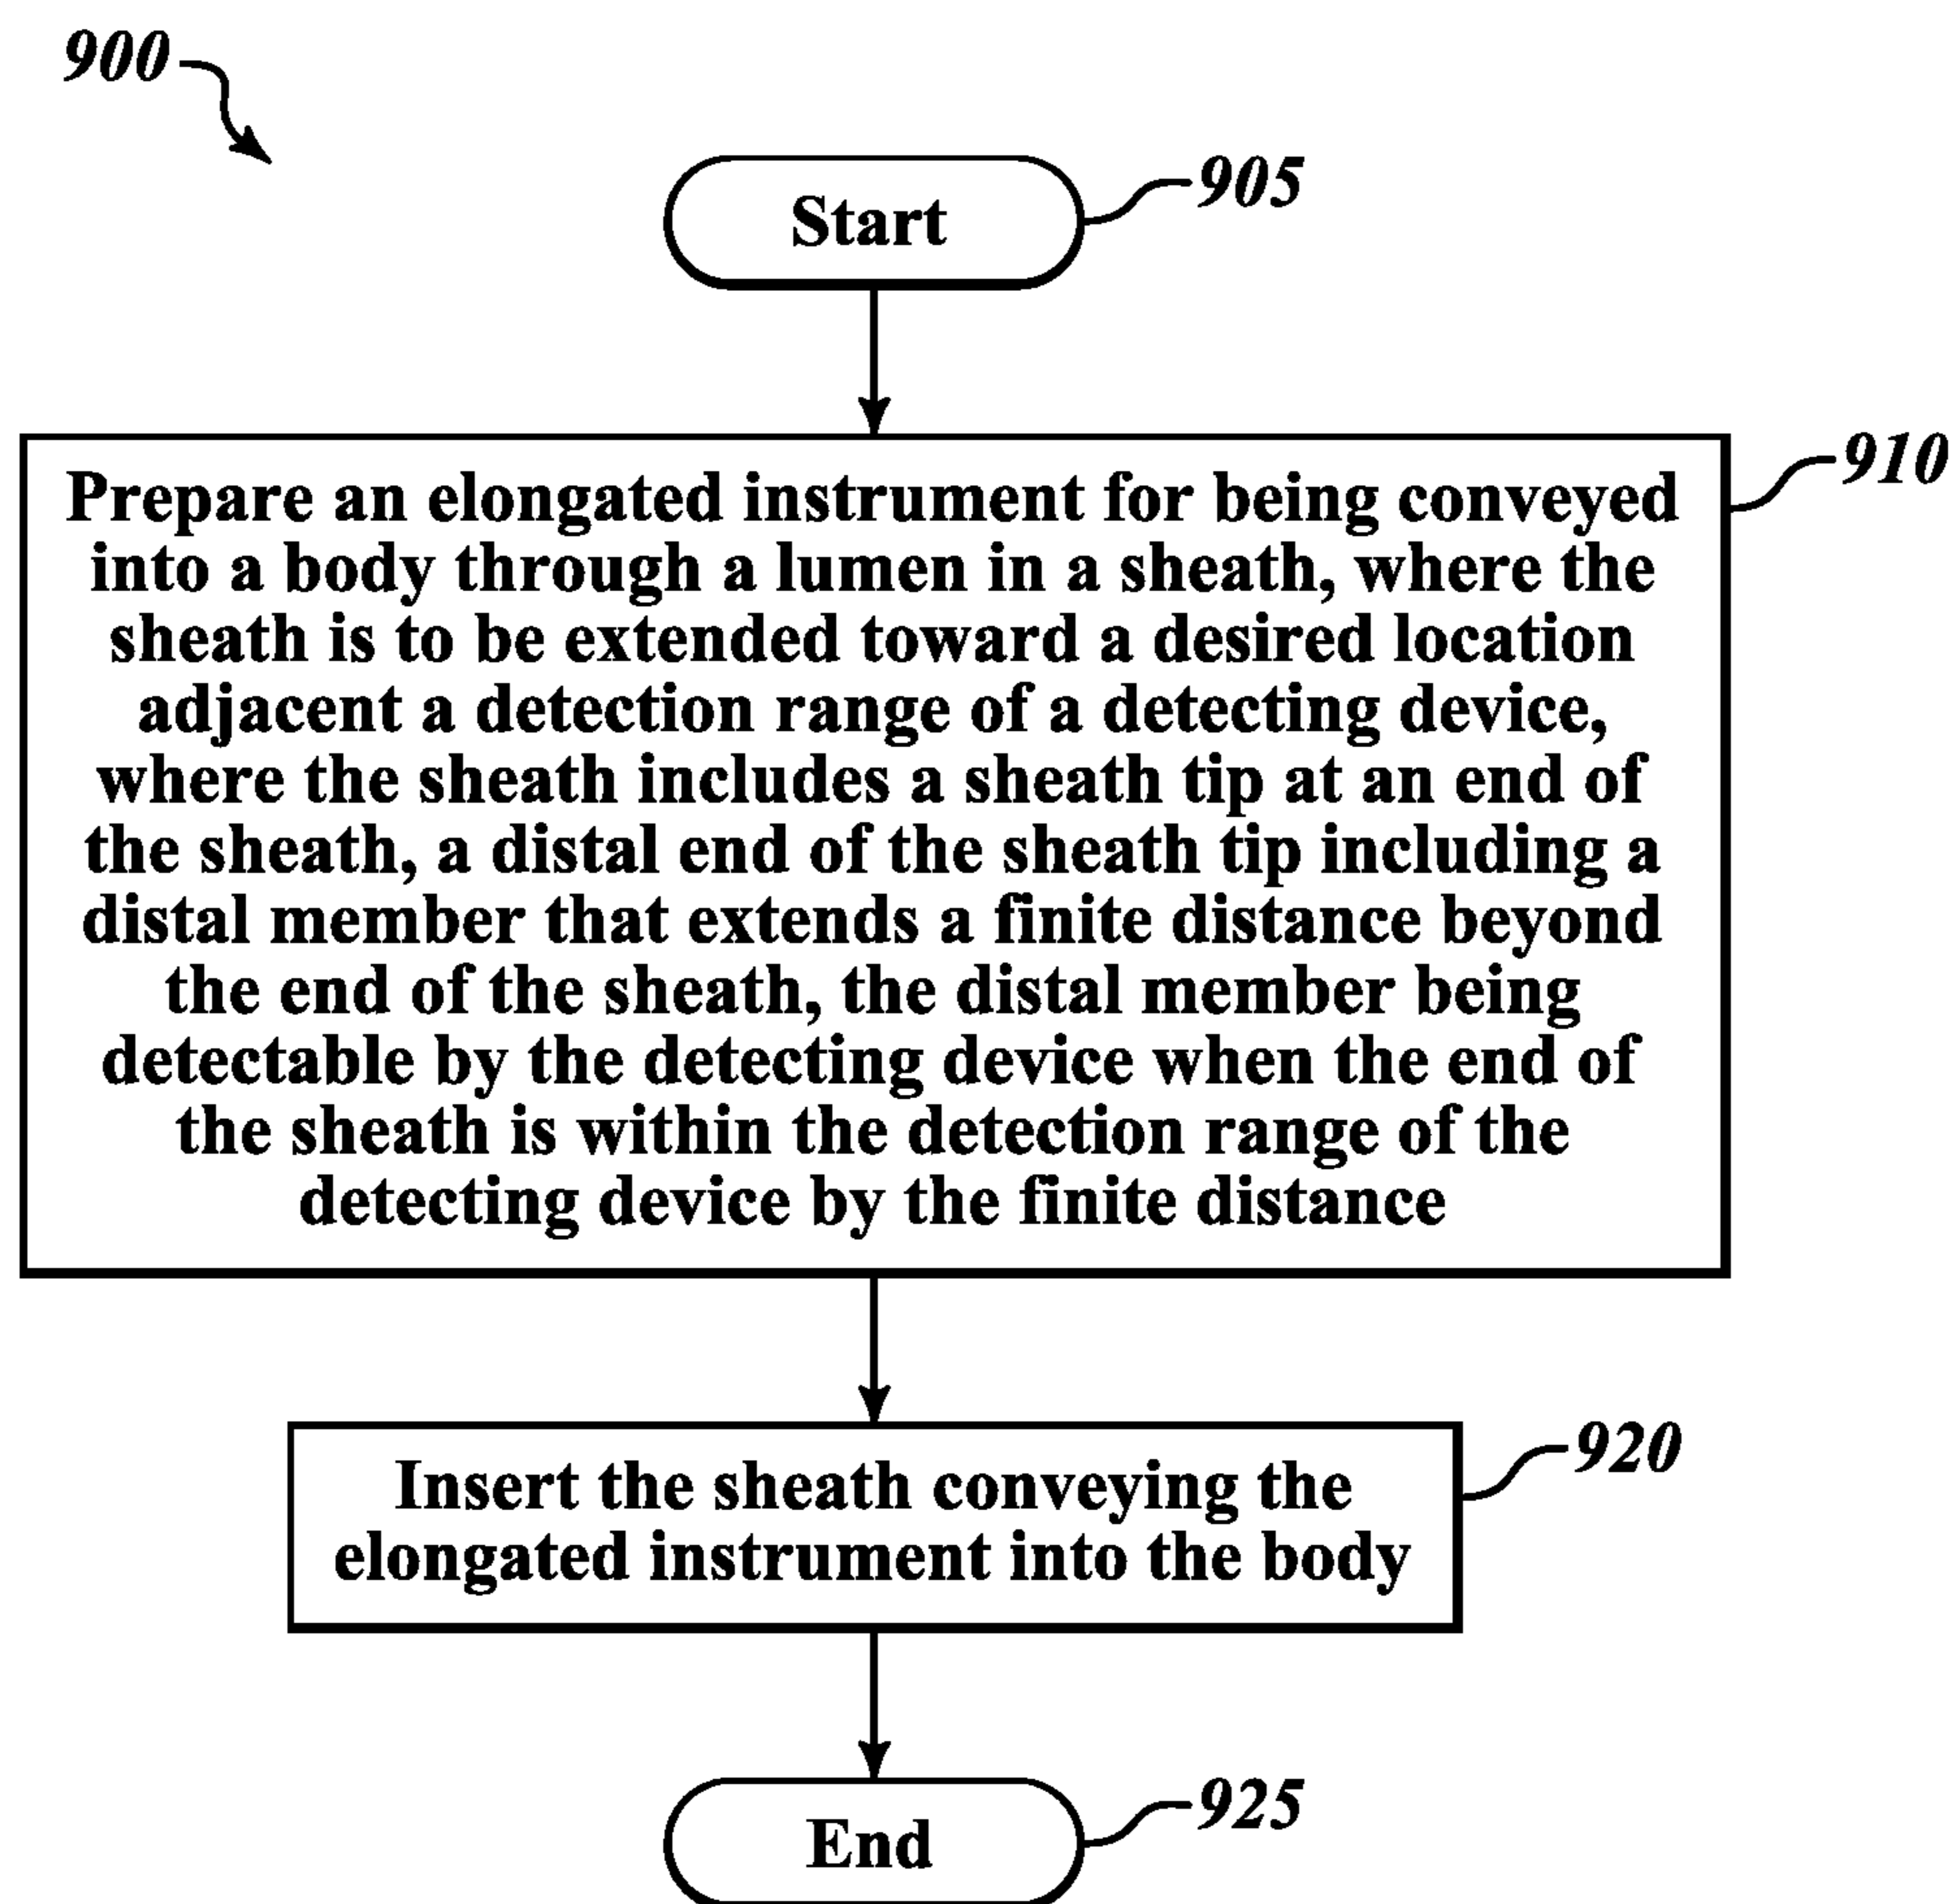 900
Start
905
910
Prepare an elongated instrument for being conveyed
into a body through a lumen in a sheath, where the
sheath is to be extended toward a desired location
adjacent a detection range of a detecting device,
where the sheath includes a sheath tip at an end of
the sheath, a distal end of the sheath tip including a
distal member that extends a finite distance beyond
the end of the sheath, the distal member being
detectable by the detecting device when the end of
the sheath is within the detection range of the
detecting device by the finite distance
920
Insert the sheath conveying the
elongated instrument into the body
925
End